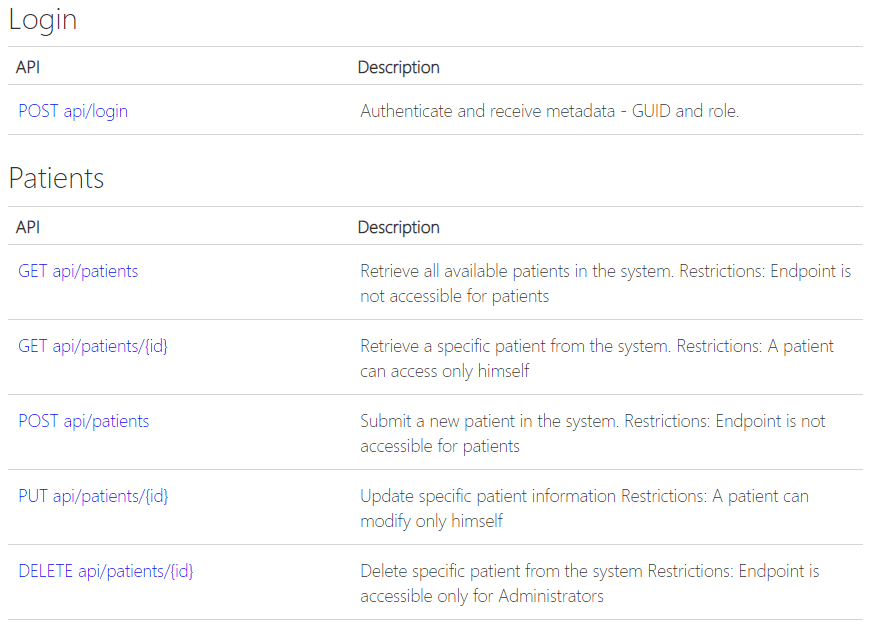 Login
API Description
POST api/login Authenticate and receive metadata - GUID and role.
Patients
API Description
GET api/patients Retrieve all available patients in the system. Restrictions: Endpoint is
not accessible for patients
GET api/patients/{id} Retrieve a specific patient from the system. Restrictions: A patient
can access only himself
POST api/patients Submit a new patient in the system. Restrictions: Endpoint is not
accessible for patients
PUT api/patients/{id} Update specific patient information Restrictions: A patient can
modify only himself
DELETE api/patients/{id} Delete specific patient from the system Restrictions: Endpoint is
accessible only for Administrators